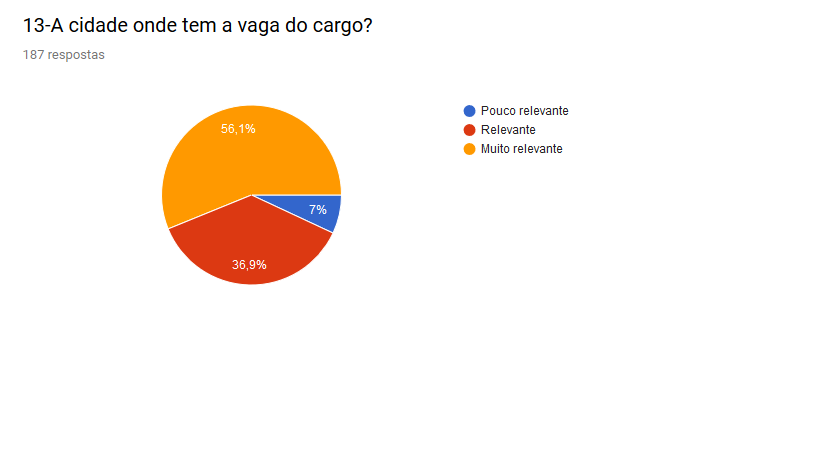 13-A cidade onde tem a vaga do cargo?
187 respostas
Pouco relevante
Relevante
Muito relevante
56,1%
7%
36,9%